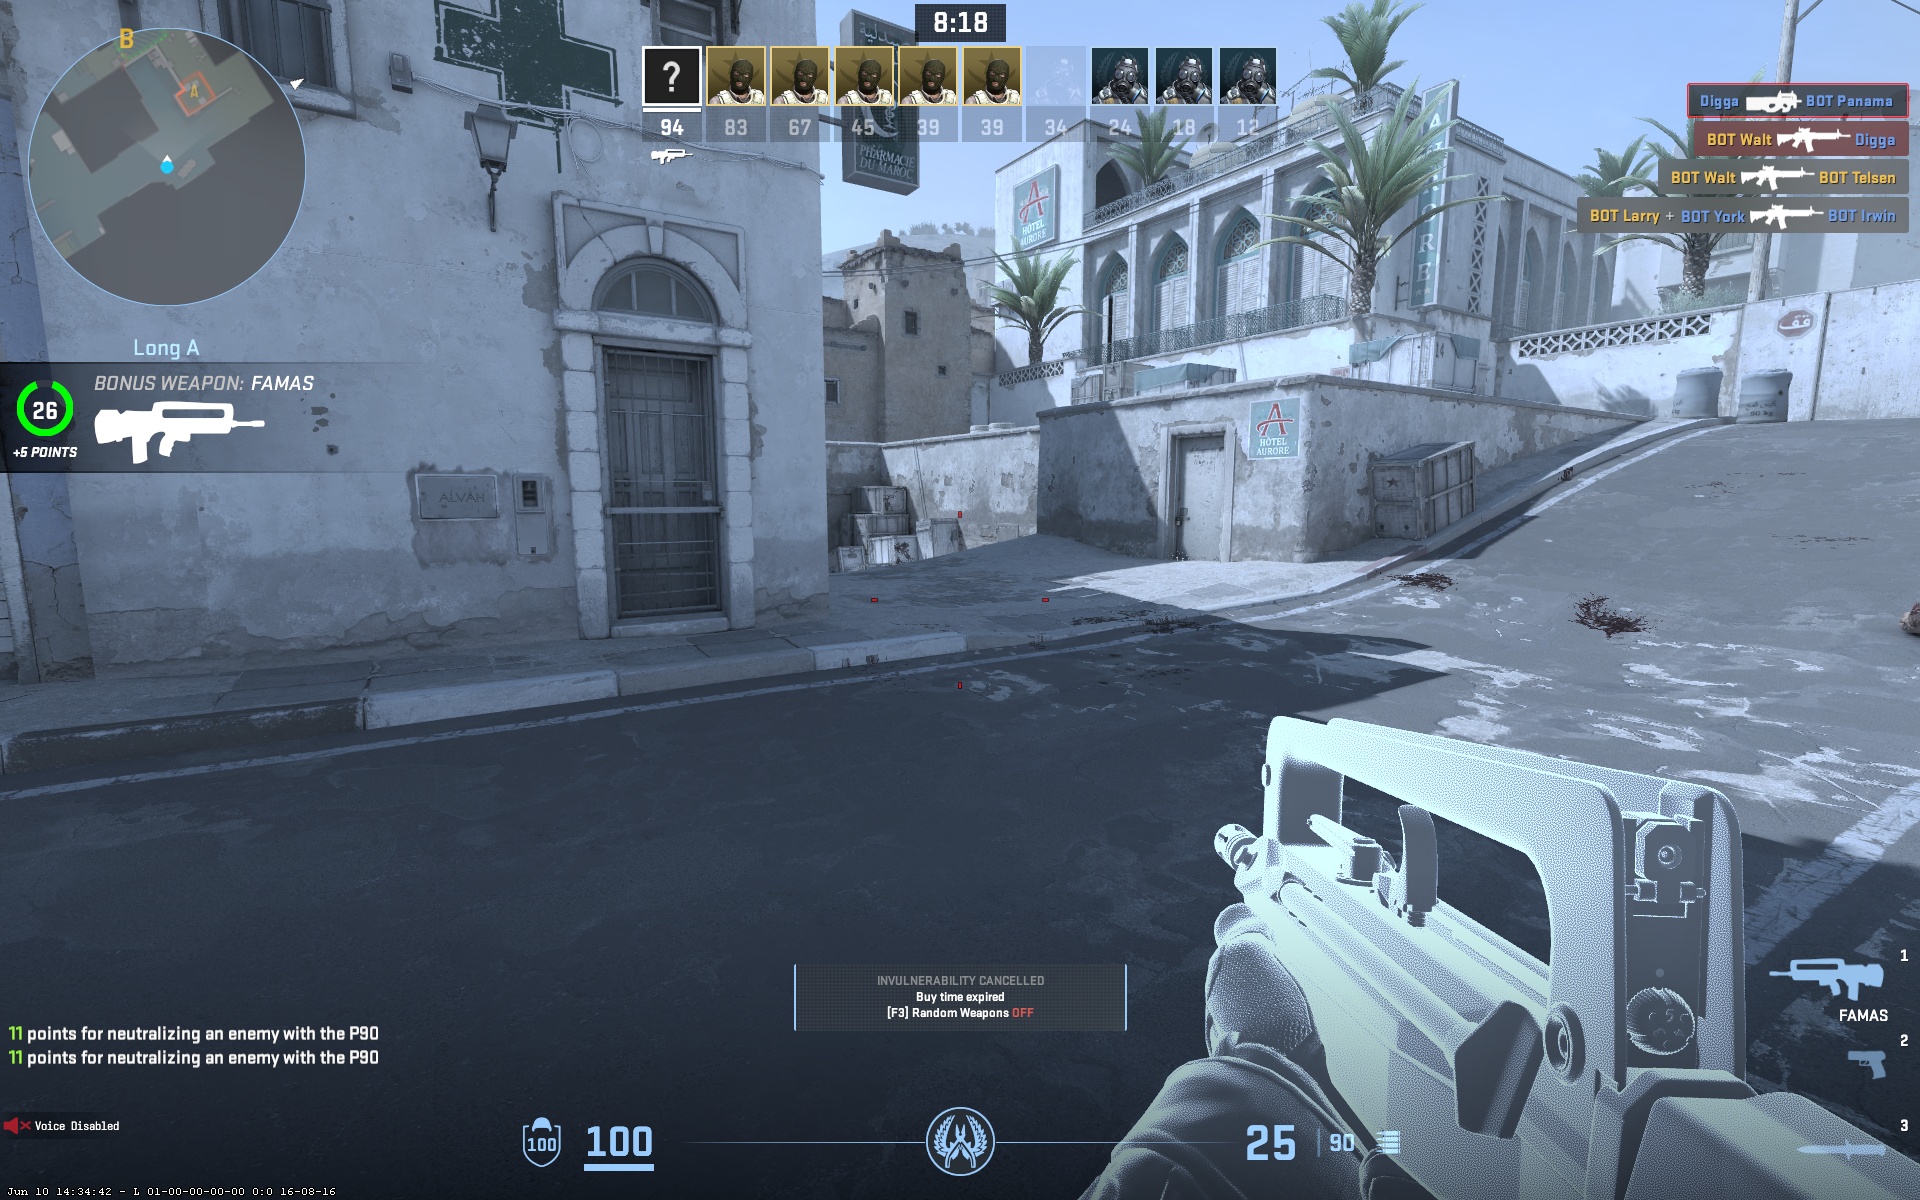 8:18
B
A
?
94 83 67 45 39 39 34 24 18 12
Digga BOT Panama
BOT Walt Digga
BOT Walt BOT Telsen
BOT Larry + BOT York BOT Irwin
PHARMACIE
DU MAROC
A
HÔTEL
AURORE
Long A
BONUS WEAPON: FAMAS
26
+5 POINTS
A
HÔTEL
AURORE
ALVAH
INVULNERABILITY CANCELLED
Buy time expired
[F3] Random Weapons OFF
11 points for neutralizing an enemy with the P90
11 points for neutralizing an enemy with the P90
1
FAMAS
2
3
Voice Disabled
100 100
25 90
Jun 10 14:34:42 - L 01-00-00-00-00 0:0 16-08-16